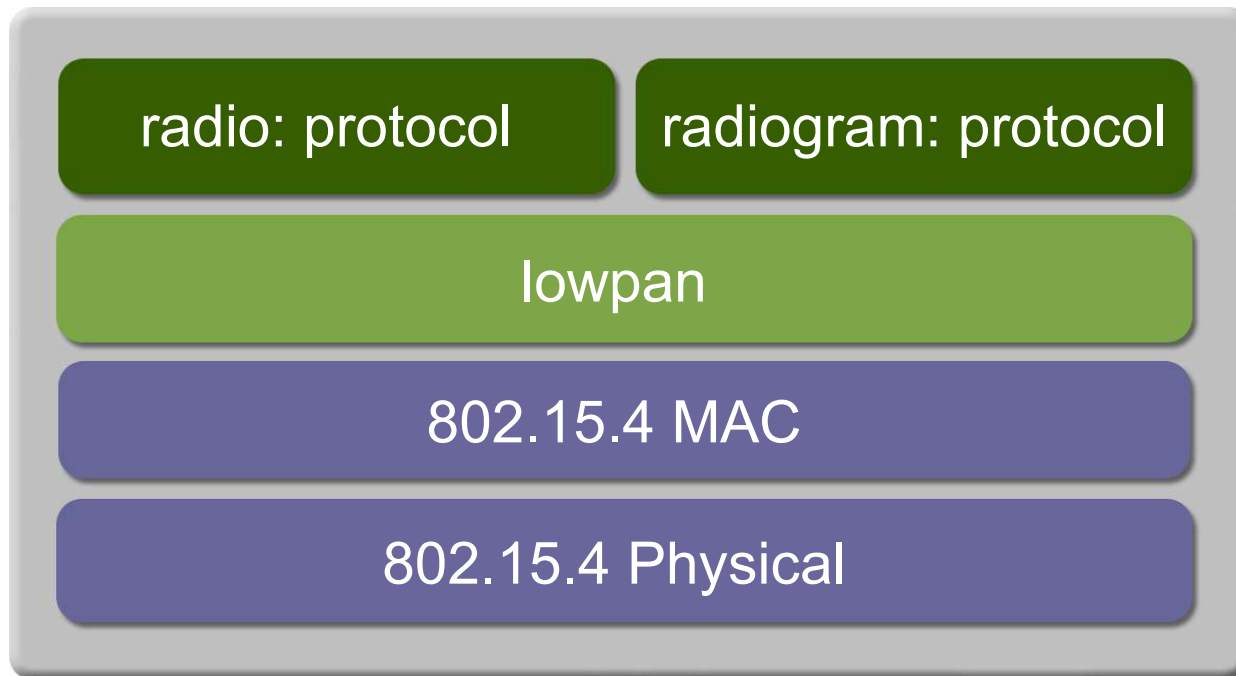 radio: protocol
radiogram: protocol
lowpan
802.15.4 MAC
802.15.4 Physical